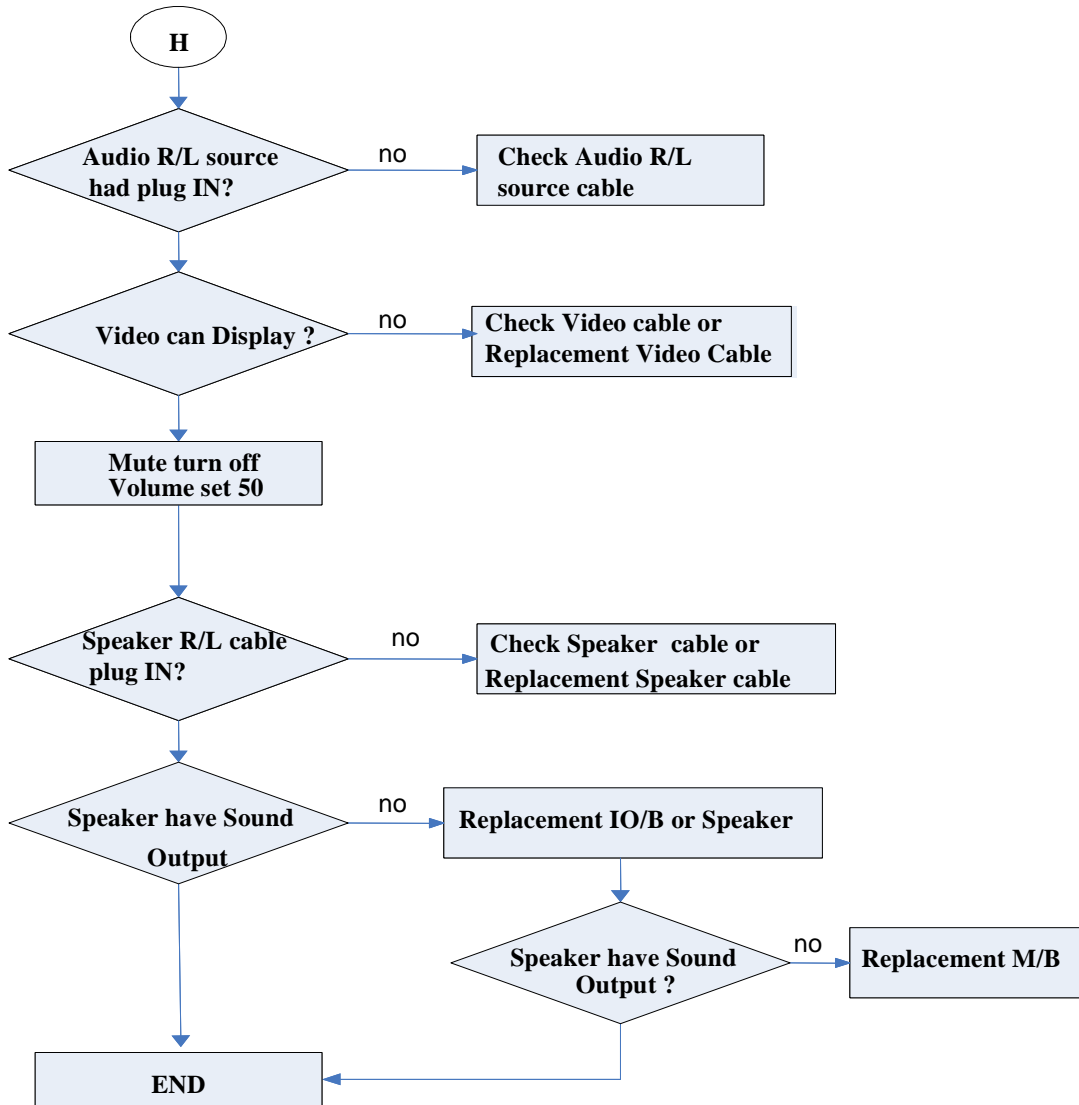 H
Audio R/L source
had plug IN?
no
Check Audio R/L
source cable
Video can Display ?
no
Check Video cable or
Replacement Video Cable
Mute turn off
Volume set 50
Speaker R/L cable
plug IN?
no
Check Speaker cable or
Replacement Speaker cable
Speaker have Sound
Output
no
Replacement IO/B or Speaker
Speaker have Sound
Output ?
no
Replacement M/B
END